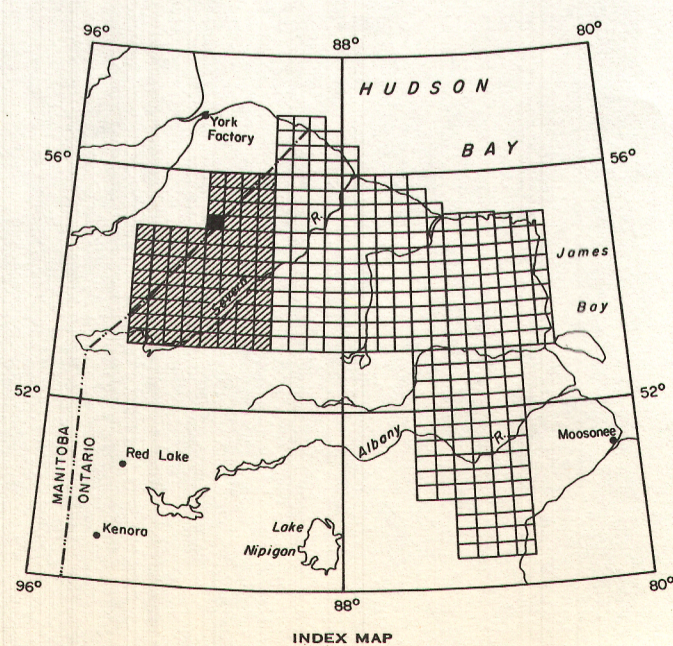 96°
88°
80°
HUDSON
BAY
York
Factory
56°
56°
R.
Severn
James
Bay
52°
52°
MANITOBA
ONTARIO
Red Lake
Albany
R.
Moosonee
Kenora
Lake
Nipigon
96°
88°
80°
INDEX MAP